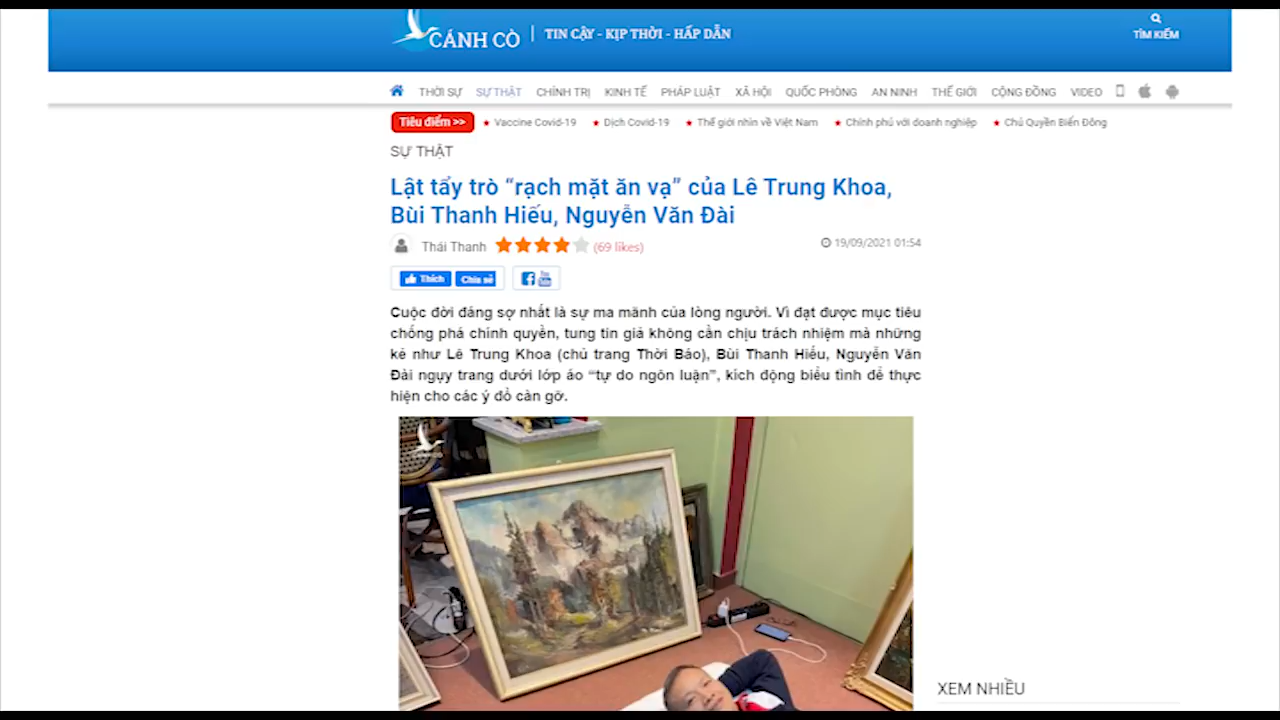 CÁNH CÒ
TIN CẬY - KỊP THỜI - HẤP DẪN
TÌM KIẾM
THỜI SỰ SỰ THẬT CHÍNH TRỊ KINH TẾ PHÁP LUẬT XÃ HỘI QUỐC PHÒNG AN NINH THẾ GIỚI CỘNG ĐỒNG VIDEO
Tiêu điểm >> Vaccine Covid-19 Dịch Covid-19 Thế giới nhìn về Việt Nam Chính phủ với doanh nghiệp Chủ Quyền Biển Đông
SỰ THẬT
Lật tẩy trò “rạch mặt ăn vạ” của Lê Trung Khoa,
Bùi Thanh Hiếu, Nguyễn Văn Đài
Thái Thanh (69 likes) 19/09/2021 01:54
Thích Chia sẻ You
Cuộc đời đáng sợ nhất là sự ma mãnh của lòng người. Vì đạt được mục tiêu
chống phá chính quyền, tung tin giả không cần chịu trách nhiệm mà những
kẻ như Lê Trung Khoa (chủ trang Thời Báo), Bùi Thanh Hiếu, Nguyễn Văn
Đài ngụy trang dưới lớp áo “tự do ngôn luận”, kích động biểu tình để thực
hiện cho các ý đồ càn gỡ.
CÁNH CÒ
XEM NHIỀU